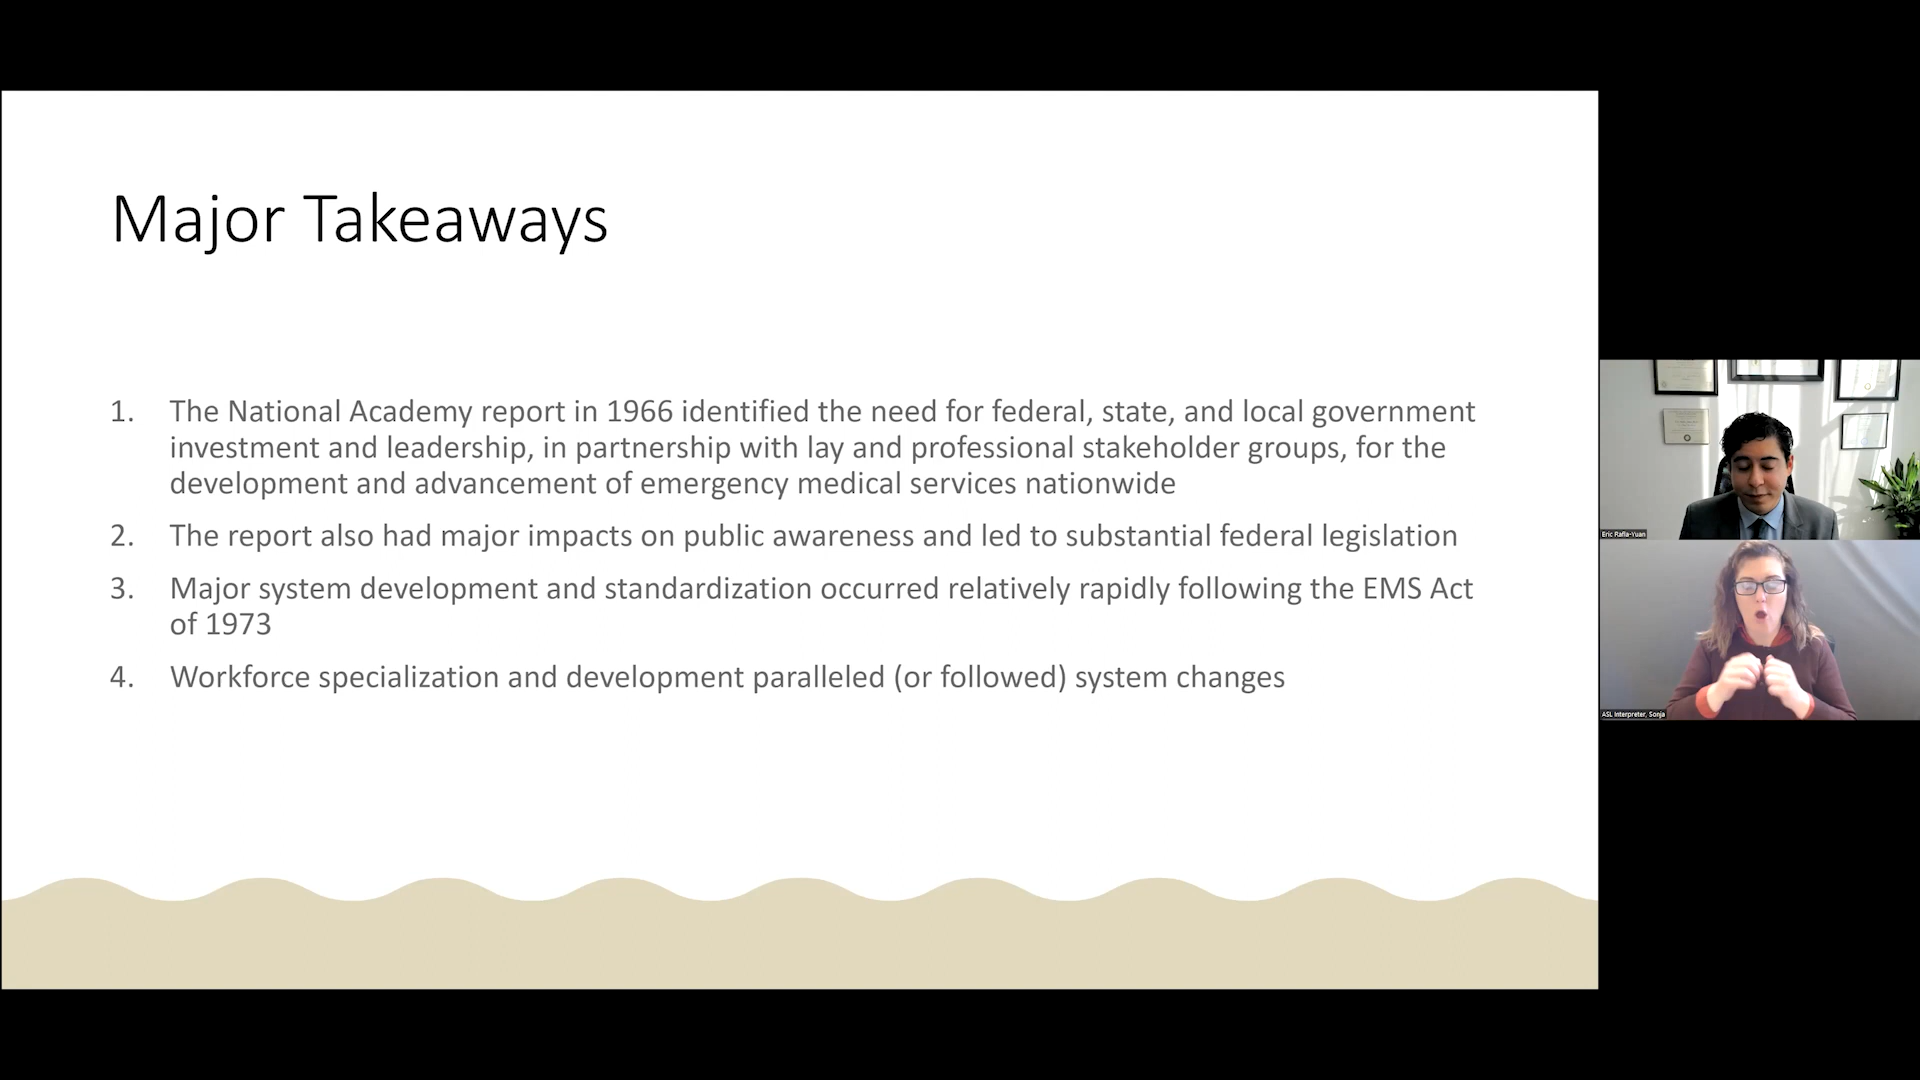 Major Takeaways
1. The National Academy report in 1966 identified the need for federal, state, and local government
investment and leadership, in partnership with lay and professional stakeholder groups, for the
development and advancement of emergency medical services nationwide
2. The report also had major impacts on public awareness and led to substantial federal legislation
3. Major system development and standardization occurred relatively rapidly following the EMS Act
of 1973
4. Workforce specialization and development paralleled (or followed) system changes
Eric Rafla-Yuan
ASL Interpreter, Sonja